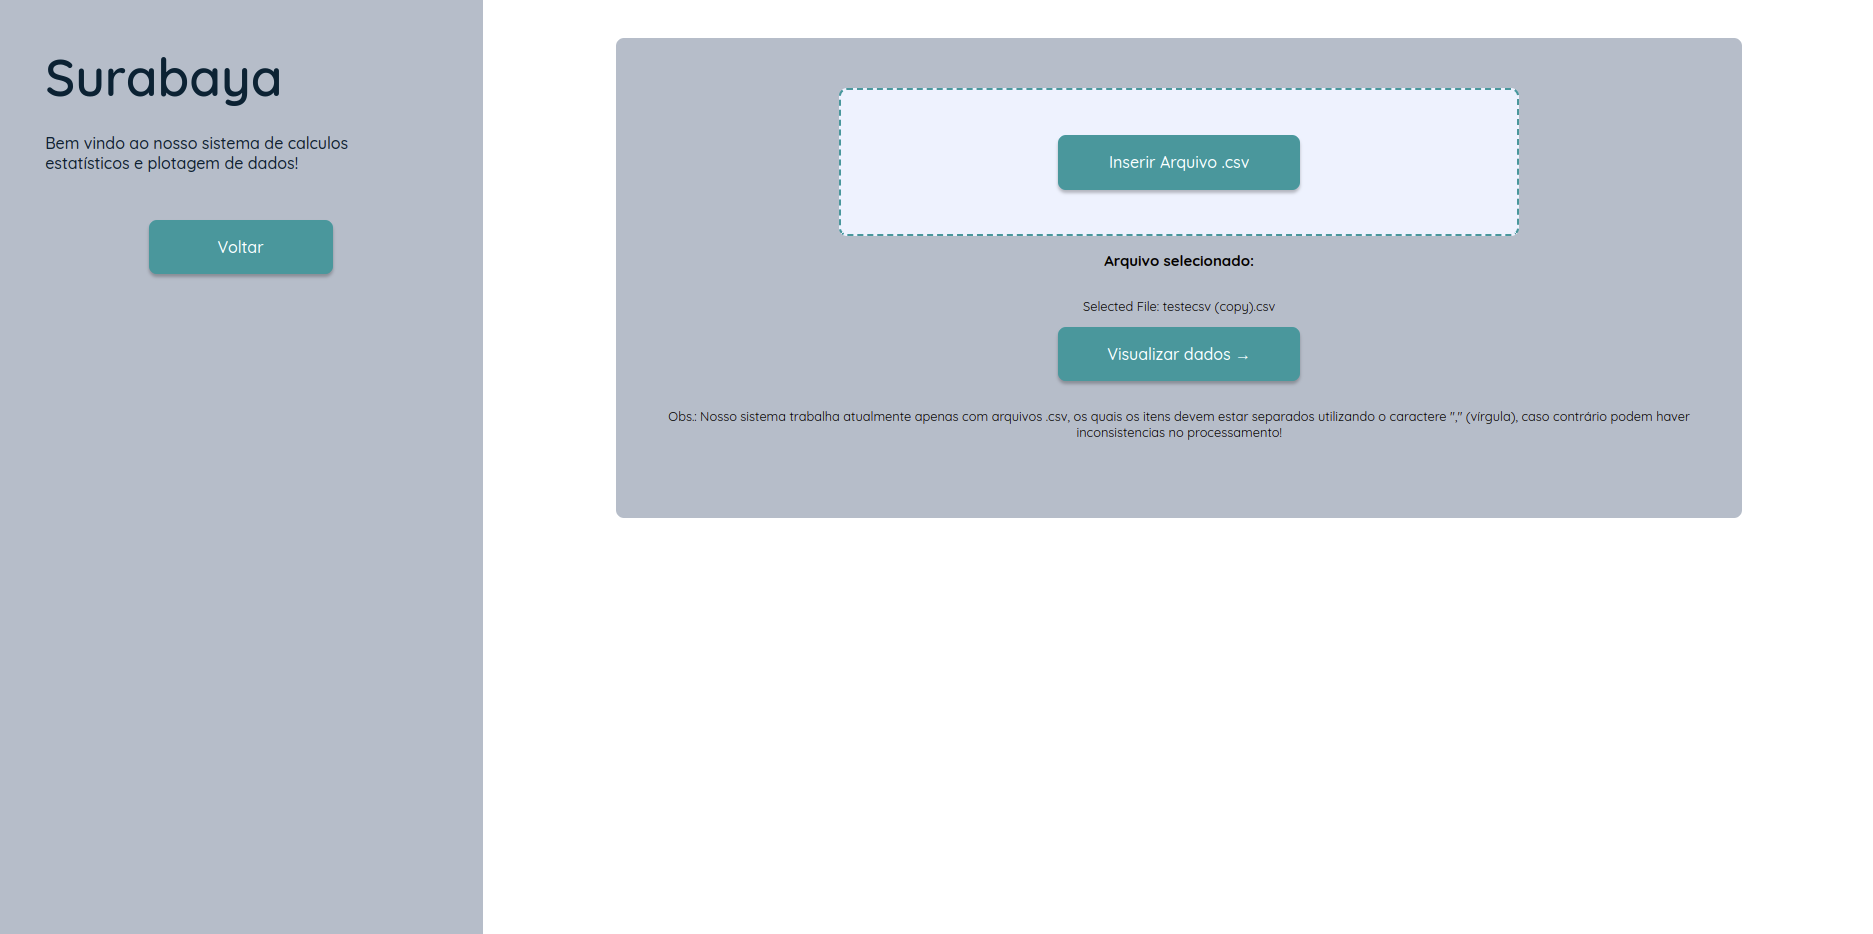 Surabaya
Bem vindo ao nosso sistema de calculos
estatísticos e plotagem de dados!
Voltar
Inserir Arquivo .csv
Arquivo selecionado:
Selected File: testecsv (copy).csv
Visualizar dados →
Obs.: Nosso sistema trabalha atualmente apenas com arquivos .csv, os quais os itens devem estar separados utilizando o caractere "," (vírgula), caso contrário podem haver
inconsistencias no processamento!